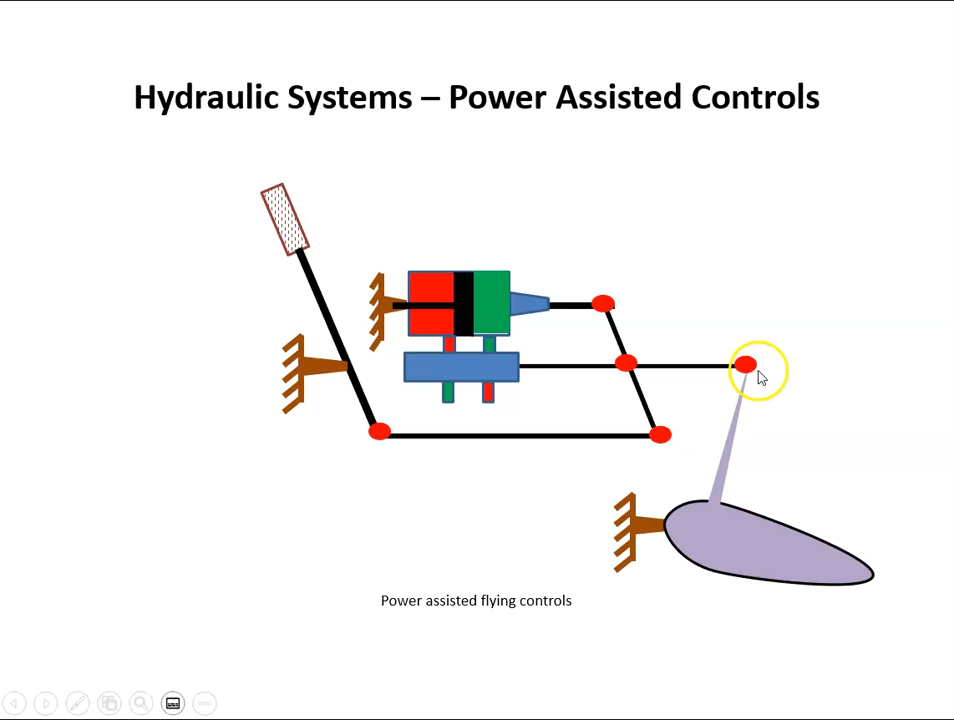 Hydraulic Systems – Power Assisted Controls
Power assisted flying controls